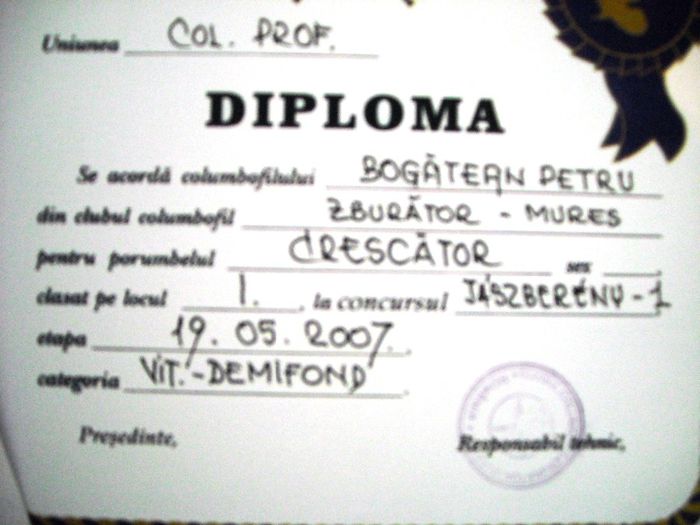 Uniunea COL. PROF.
DIPLOMA
Se acordă columbofilului BOGĂTEAN PETRU
din clubul columbofil ZBURĂTOR - MUREȘ
pentru porumbelul CRESCĂTOR sex
clasat pe locul I. , la concursul JÁSZBERÉNY-1
etapa 19. 05. 2007.
categoria VIT.-DEMIFOND
Președinte,
Responsabil tehnic,